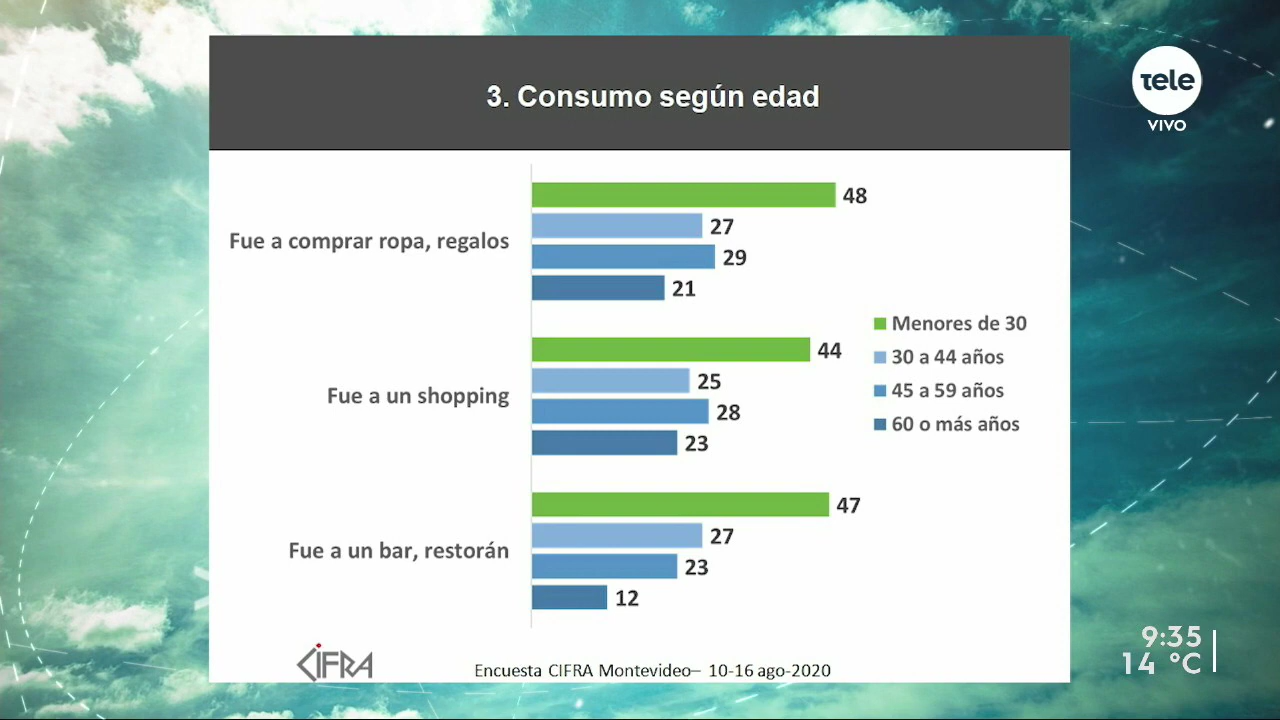 3. Consumo según edad
tele
VIVO
Fue a comprar ropa, regalos
48
27
29
21
Fue a un shopping
44
25
28
23
Fue a un bar, restorán
47
27
23
12
Menores de 30
30 a 44 años
45 a 59 años
60 o más años
CIFRA
Encuesta CIFRA Montevideo– 10-16 ago-2020
9:35
14 °C